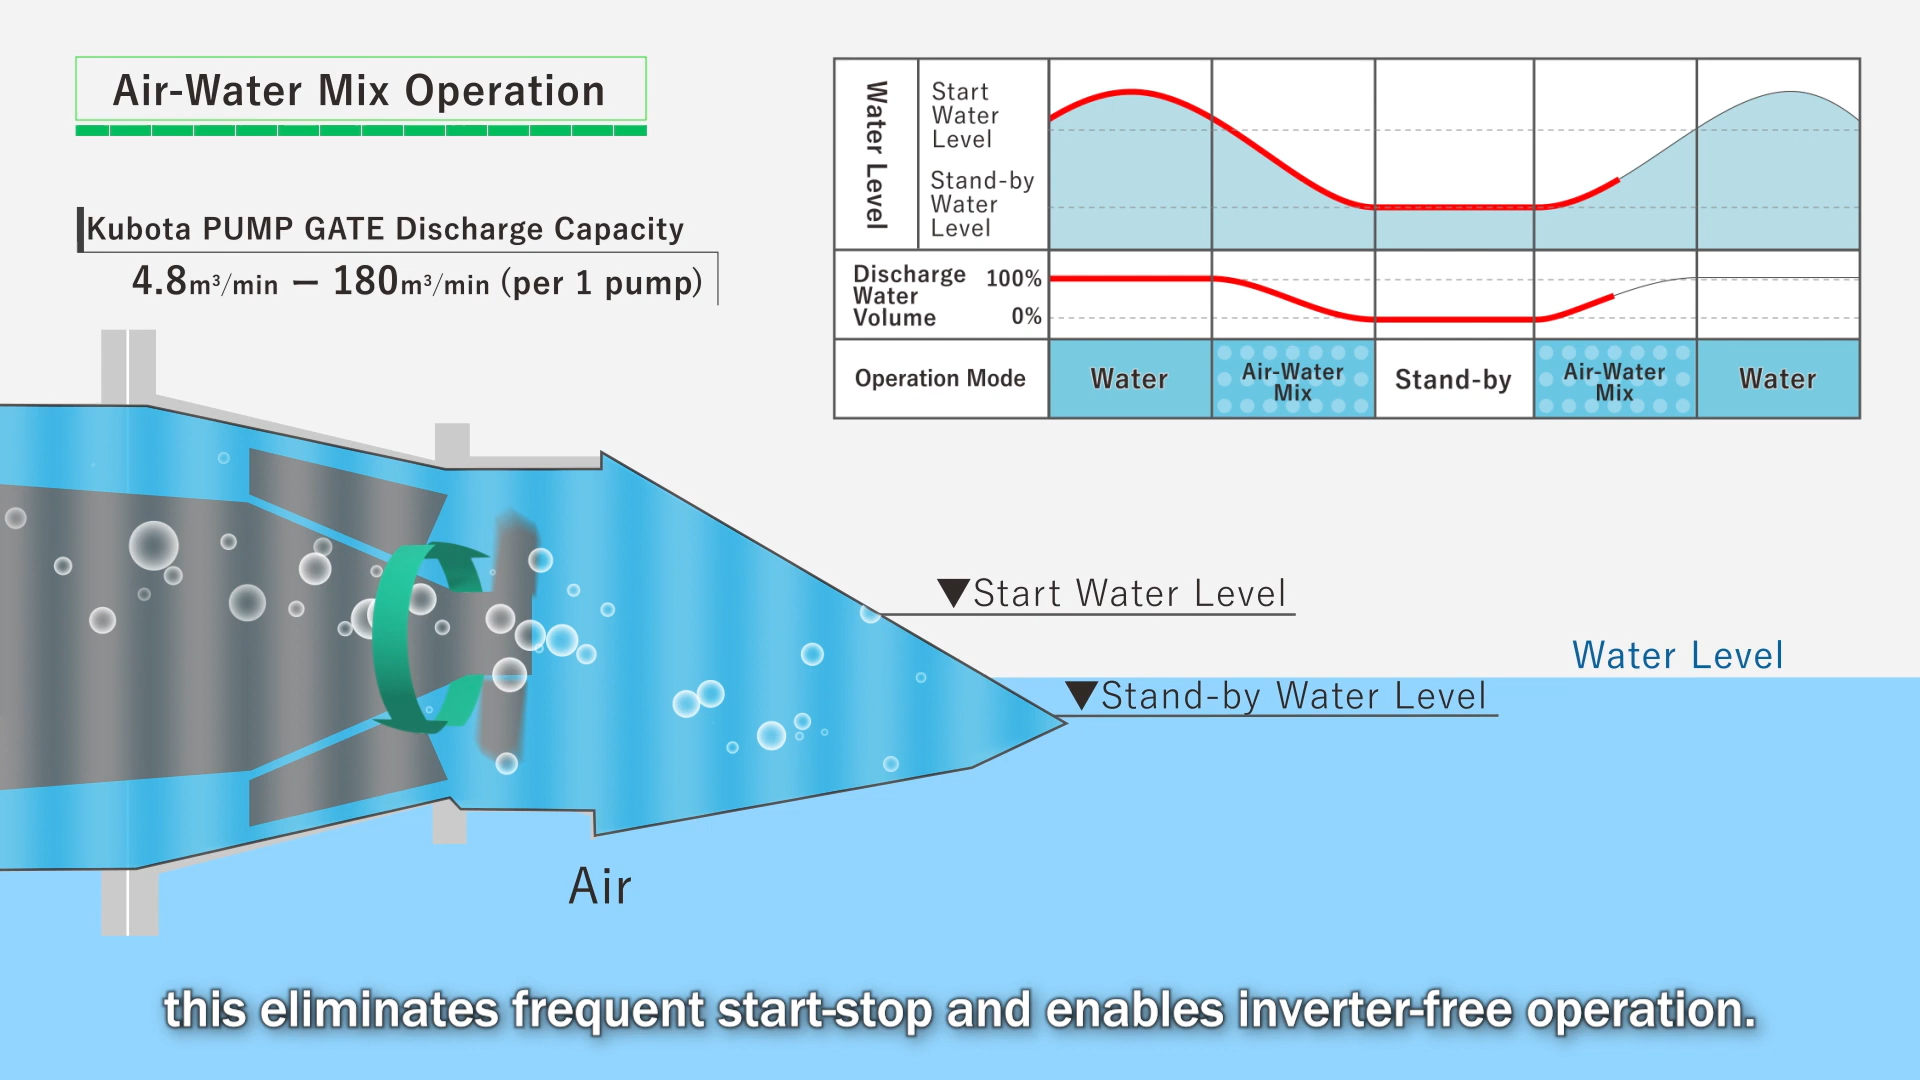 Air-Water Mix Operation
Kubota PUMP GATE Discharge Capacity
4.8m³/min － 180m³/min (per 1 pump)
Water Level
Start
Water
Level
Stand-by
Water
Level
Discharge
Water
Volume
100%
0%
Operation Mode
Water
Air-Water
Mix
Stand-by
Air-Water
Mix
Water
▼Start Water Level
Water Level
▼Stand-by Water Level
Air
this eliminates frequent start-stop and enables inverter-free operation.